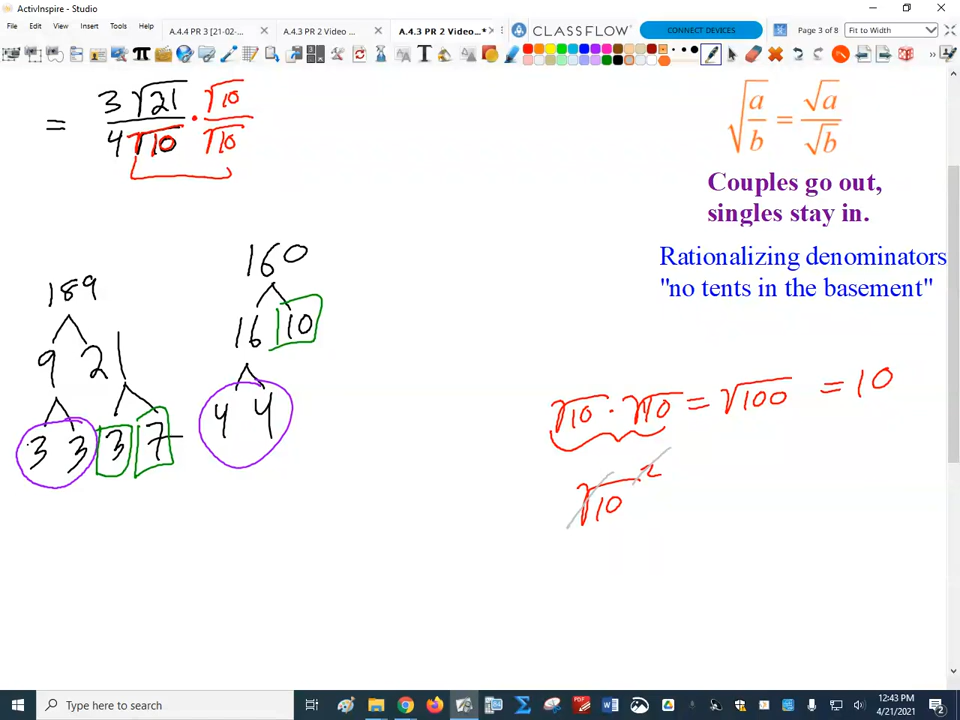 ActivInspire - Studio
File Edit View Insert Tools Help
A.4.4 PR 3 [21-02-...
A.4.3 PR 2 Video ...
A.4.3 PR 2 Video...*
CLASSFLOW
CONNECT DEVICES
Page 3 of 8
Fit to Width
= 3√21/4√10 · √10/√10
√a/b = √a/√b
Couples go out,
singles stay in.
Rationalizing denominators
"no tents in the basement"
189
9 21
3 3 3 7
160
16 10
4 4
√10 · √10 = √100 = 10
√10 2
Type here to search
12:43 PM
4/21/2021
2